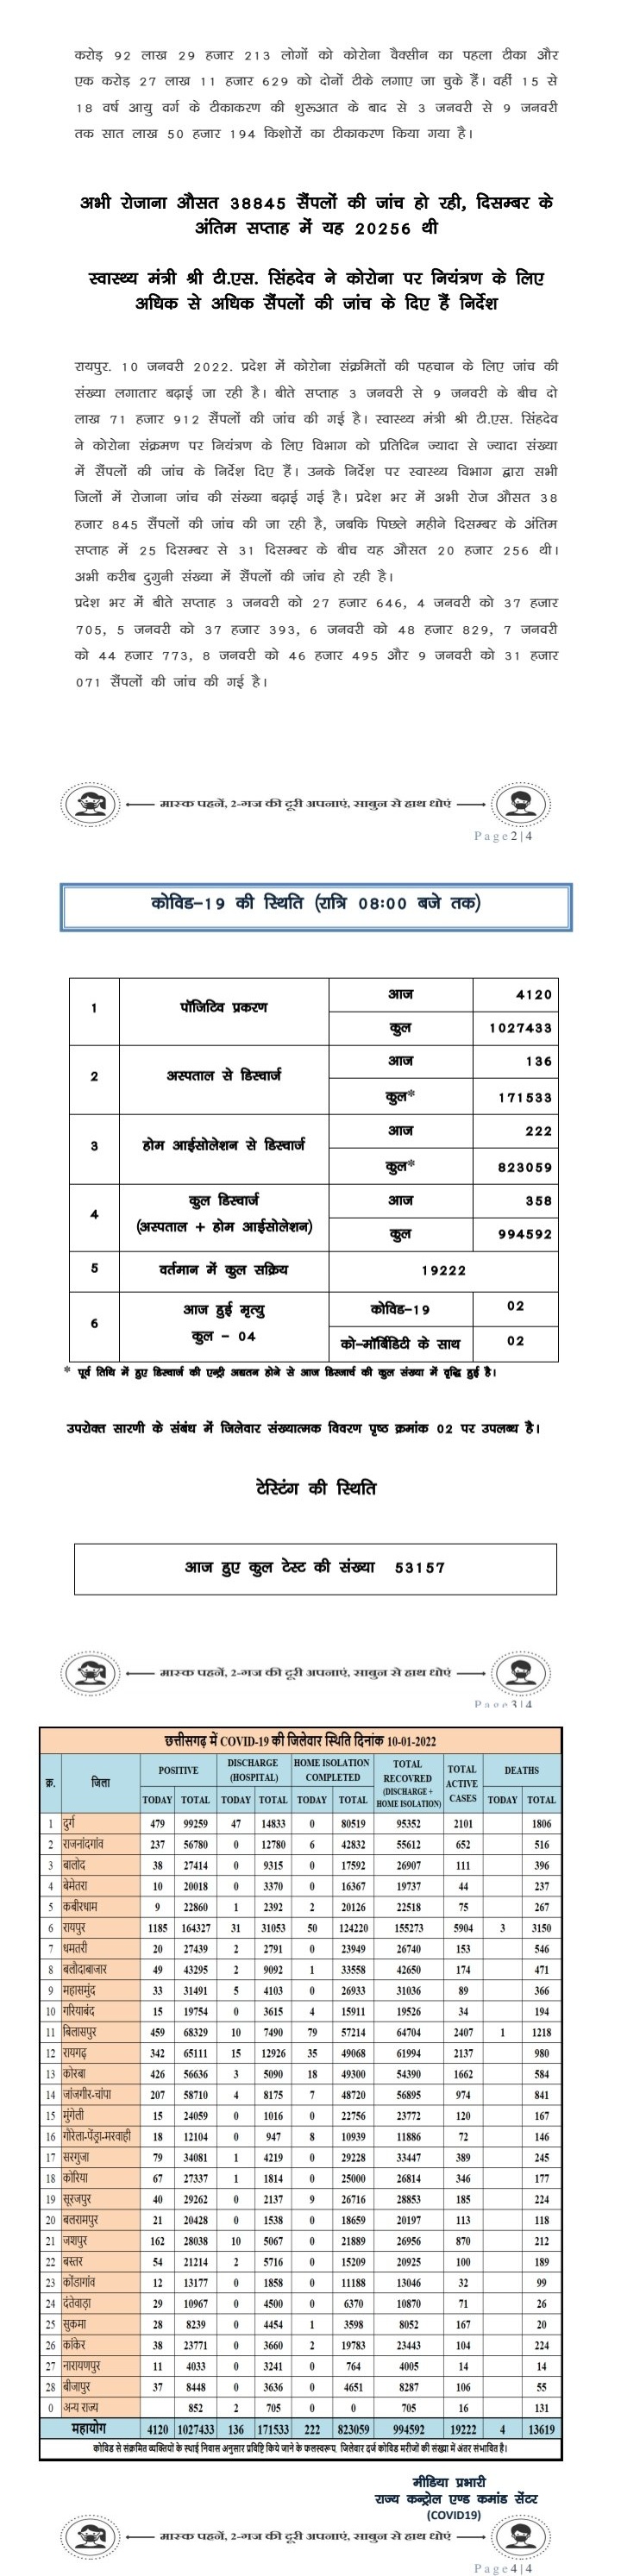 करोड़ 92 लाख 29 हजार 213 लोगों को कोरोना वैक्सीन का पहला टीका और
एक करोड़ 27 लाख 11 हजार 629 को दोनों टीके लगाए जा चुके हैं। वहीं 15 से
18 वर्ष आयु वर्ग के टीकाकरण की शुरूआत के बाद से 3 जनवरी से 9 जनवरी
तक सात लाख 50 हजार 194 किशोरों का टीकाकरण किया गया है।
अभी रोजाना औसत 38845 सैंपलों की जांच हो रही, दिसम्बर के
अंतिम सप्ताह में यह 20256 थी
स्वास्थ्य मंत्री श्री टी.एस. सिंहदेव ने कोरोना पर नियंत्रण के लिए
अधिक से अधिक सैंपलों की जांच के दिए हैं निर्देश
रायपुर. 10 जनवरी 2022. प्रदेश में कोरोना संक्रमितों की पहचान के लिए जांच की
संख्या लगातार बढ़ाई जा रही है। बीते सप्ताह 3 जनवरी से 9 जनवरी के बीच दो
लाख 71 हजार 912 सैंपलों की जांच की गई है। स्वास्थ्य मंत्री श्री टी.एस. सिंहदेव
ने कोरोना संक्रमण पर नियंत्रण के लिए विभाग को प्रतिदिन ज्यादा से ज्यादा संख्या
में सैंपलों की जांच के निर्देश दिए हैं। उनके निर्देश पर स्वास्थ्य विभाग द्वारा सभी
जिलों में रोजाना जांच की संख्या बढ़ाई गई है। प्रदेश भर में अभी रोज औसत 38
हजार 845 सैंपलों की जांच की जा रही है, जबकि पिछले महीने दिसम्बर के अंतिम
सप्ताह में 25 दिसम्बर से 31 दिसम्बर के बीच यह औसत 20 हजार 256 थी।
अभी करीब दुगुनी संख्या में सैंपलों की जांच हो रही है।
प्रदेश भर में बीते सप्ताह 3 जनवरी को 27 हजार 646, 4 जनवरी को 37 हजार
705, 5 जनवरी को 37 हजार 393, 6 जनवरी को 48 हजार 829, 7 जनवरी
को 44 हजार 773, 8 जनवरी को 46 हजार 495 और 9 जनवरी को 31 हजार
071 सैंपलों की जांच की गई है।
मास्क पहनें, 2-गज की दूरी अपनाएं, साबुन से हाथ धोएं
Page2|4
कोविड-19 की स्थिति (रात्रि 08:00 बजे तक)
1 पॉजिटिव प्रकरण आज 4120
कुल 1027433
2 अस्पताल से डिस्चार्ज आज 136
कुल* 171533
3 होम आईसोलेशन से डिस्चार्ज आज 222
कुल* 823059
4 कुल डिस्चार्ज (अस्पताल + होम आईसोलेशन) आज 358
कुल 994592
5 वर्तमान में कुल सक्रिय 19222
6 आज हुई मृत्यु कुल - 04 कोविड-19 02
को-मॉर्बिडिटी के साथ 02
* पूर्व तिथि में हुए डिस्चार्ज की एन्ट्री अद्यतन होने से आज डिस्चार्ज की कुल संख्या में वृद्धि हुई है।
उपरोक्त सारणी के संबंध में जिलेवार संख्यात्मक विवरण पृष्ठ क्रमांक 02 पर उपलब्ध है।
टेस्टिंग की स्थिति
आज हुए कुल टेस्ट की संख्या 53157
मास्क पहनें, 2-गज की दूरी अपनाएं, साबुन से हाथ धोएं
Page3|4
छत्तीसगढ़ में COVID-19 की जिलेवार स्थिति दिनांक 10-01-2022
क्र. जिला POSITIVE DISCHARGE (HOSPITAL) HOME ISOLATION COMPLETED TOTAL RECOVRED (DISCHARGE + HOME ISOLATION) TOTAL ACTIVE CASES DEATHS
TODAY TOTAL TODAY TOTAL TODAY TOTAL TODAY TOTAL
1 दुर्ग 479 99259 47 14833 0 80519 95352 2101 1806
2 राजनांदगांव 237 56780 0 12780 6 42832 55612 652 516
3 बालोद 38 27414 0 9315 0 17592 26907 111 396
4 बेमेतरा 10 20018 0 3370 0 16367 19737 44 237
5 कबीरधाम 9 22860 1 2392 2 20126 22518 75 267
6 रायपुर 1185 164327 31 31053 50 124220 155273 5904 3 3150
7 धमतरी 20 27439 2 2791 0 23949 26740 153 546
8 बलौदाबाजार 49 43295 2 9092 1 33558 42650 174 471
9 महासमुंद 33 31491 5 4103 0 26933 31036 89 366
10 गरियाबंद 15 19754 0 3615 4 15911 19526 34 194
11 बिलासपुर 459 68329 10 7490 79 57214 64704 2407 1 1218
12 रायगढ़ 342 65111 15 12926 35 49068 61994 2137 980
13 कोरबा 426 56636 3 5090 18 49300 54390 1662 584
14 जांजगीर-चांपा 207 58710 4 8175 7 48720 56895 974 841
15 मुंगेली 15 24059 0 1016 0 22756 23772 120 167
16 गौरेला-पेंड्रा-मरवाही 18 12104 0 947 8 10939 11886 72 146
17 सरगुजा 79 34081 1 4219 0 29228 33447 389 245
18 कोरिया 67 27337 1 1814 0 25000 26814 346 177
19 सूरजपुर 40 29262 0 2137 9 26716 28853 185 224
20 बलरामपुर 21 20428 0 1538 0 18659 20197 113 118
21 जशपुर 162 28038 10 5067 0 21889 26956 870 212
22 बस्तर 54 21214 2 5716 0 15209 20925 100 189
23 कोंडागांव 12 13177 0 1858 0 11188 13046 32 99
24 दंतेवाड़ा 29 10967 0 4500 0 6370 10870 71 26
25 सुकमा 28 8239 0 4454 1 3598 8052 167 20
26 कांकेर 38 23771 0 3660 2 19783 23443 104 224
27 नारायणपुर 11 4033 0 3241 0 764 4005 14 14
28 बीजापुर 37 8448 0 3636 0 4651 8287 106 55
0 अन्य राज्य 852 2 705 0 0 705 16 131
महायोग 4120 1027433 136 171533 222 823059 994592 19222 4 13619
कोविड से संक्रमित व्यक्तियों के स्थाई निवास अनुसार प्रविष्टि किये जाने के फलस्वरूप, जिलेवार दर्ज कोविड मरीजों की संख्या में अंतर संभावित है।
मीडिया प्रभारी
राज्य कन्ट्रोल एण्ड कमांड सेंटर
(COVID19)
मास्क पहनें, 2-गज की दूरी अपनाएं, साबुन से हाथ धोएं
Page4|4